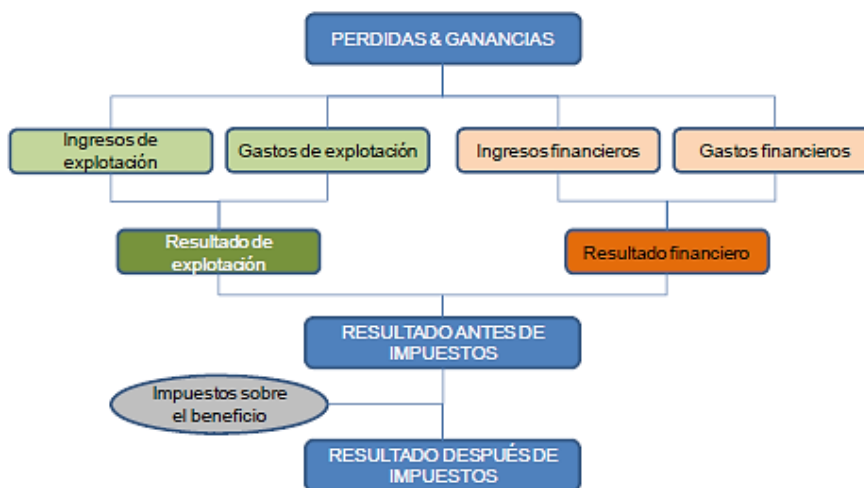 PERDIDAS & GANANCIAS
Ingresos de
explotación
Gastos de explotación
Ingresos financieros
Gastos financieros
Resultado de
explotación
Resultado financiero
RESULTADO ANTES DE
IMPUESTOS
Impuestos sobre
el beneficio
RESULTADO DESPUÉS DE
IMPUESTOS